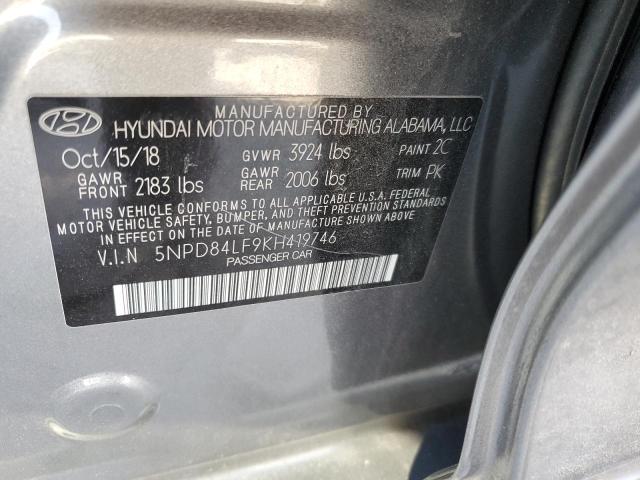 MANUFACTURED BY
HYUNDAI MOTOR MANUFACTURING ALABAMA, LLC
Oct/15/18 GVWR 3924 lbs PAINT 2C
GAWR FRONT 2183 lbs GAWR REAR 2006 lbs TRIM PK
THIS VEHICLE CONFORMS TO ALL APPLICABLE U.S.A. FEDERAL
MOTOR VEHICLE SAFETY, BUMPER, AND THEFT PREVENTION STANDARDS
IN EFFECT ON THE DATE OF MANUFACTURE SHOWN ABOVE.
V.I.N 5NPD84LF9KH419746
PASSENGER CAR